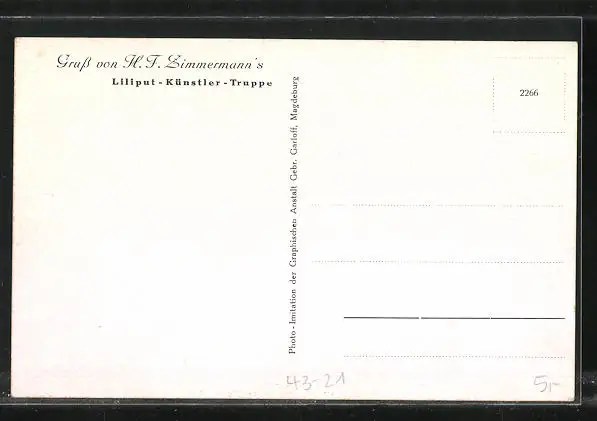 Gruß von H. F. Zimmermann's
Liliput-Künstler-Truppe
Photo-Imitation der Graphischen Anstalt Gebr. Garloff, Magdeburg
2266
43-21
5,-